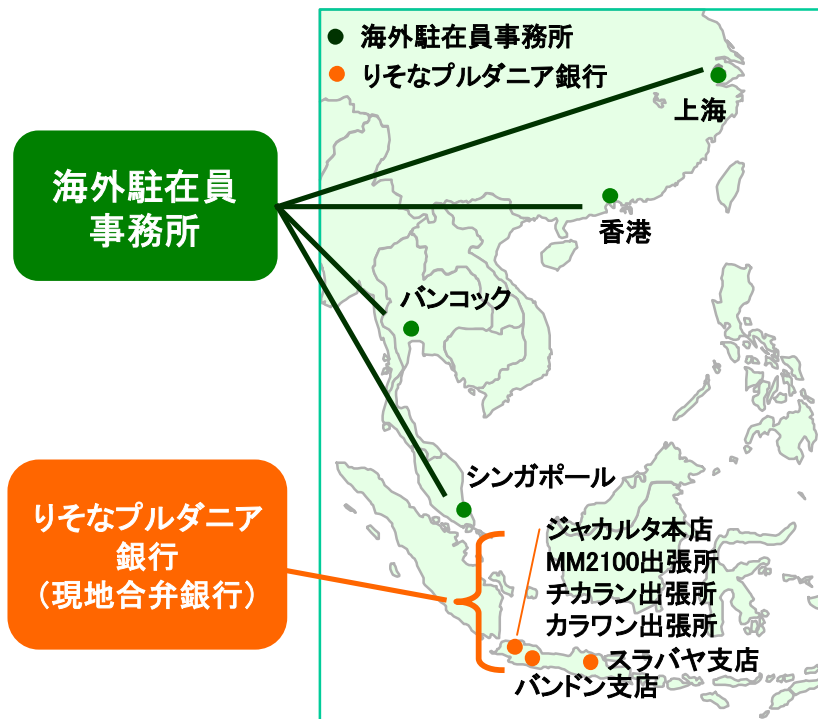 ● 海外駐在員事務所
● りそなプルダニア銀行
上海
海外駐在員
事務所
香港
バンコック
シンガポール
りそなプルダニア
銀行
（現地合弁銀行）
ジャカルタ本店
MM2100出張所
チカラン出張所
カラワン出張所
スラバヤ支店
バンドン支店